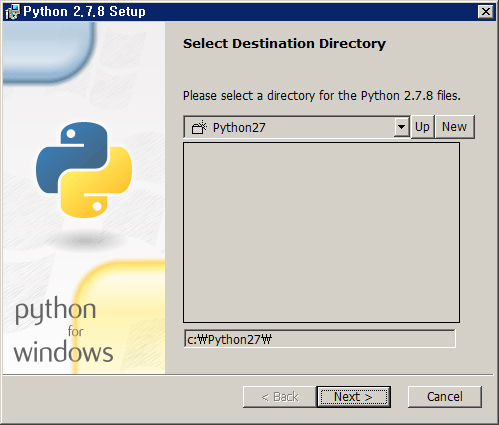 Python 2.7.8 Setup
Select Destination Directory
Please select a directory for the Python 2.7.8 files.
Python27
Up
New
python
for
windows
c:₩Python27₩
< Back
Next >
Cancel